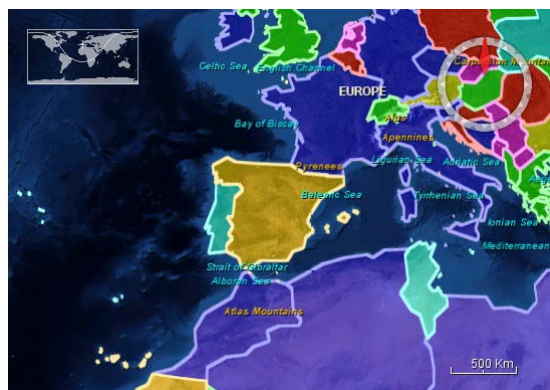 Celtic Sea
English Channel
Carpathian Mountains
EUROPE
Bay of Biscay
Alps
Apennines
Pyrenees
Ligurian Sea
Adriatic Sea
Balearic Sea
Tyrrhenian Sea
Ionian Sea
Mediterranean
Strait of Gibraltar
Alboran Sea
Atlas Mountains
500 Km